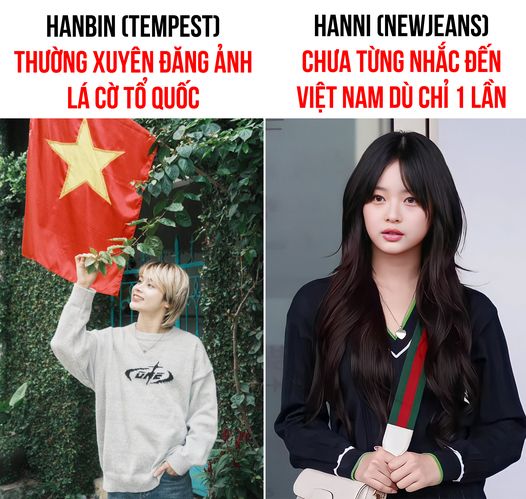 HANBIN (TEMPEST)
THƯỜNG XUYÊN ĐĂNG ẢNH
LÁ CỜ TỔ QUỐC
HANNI (NEWJEANS)
CHƯA TỪNG NHẮC ĐẾN
VIỆT NAM DÙ CHỈ 1 LẦN